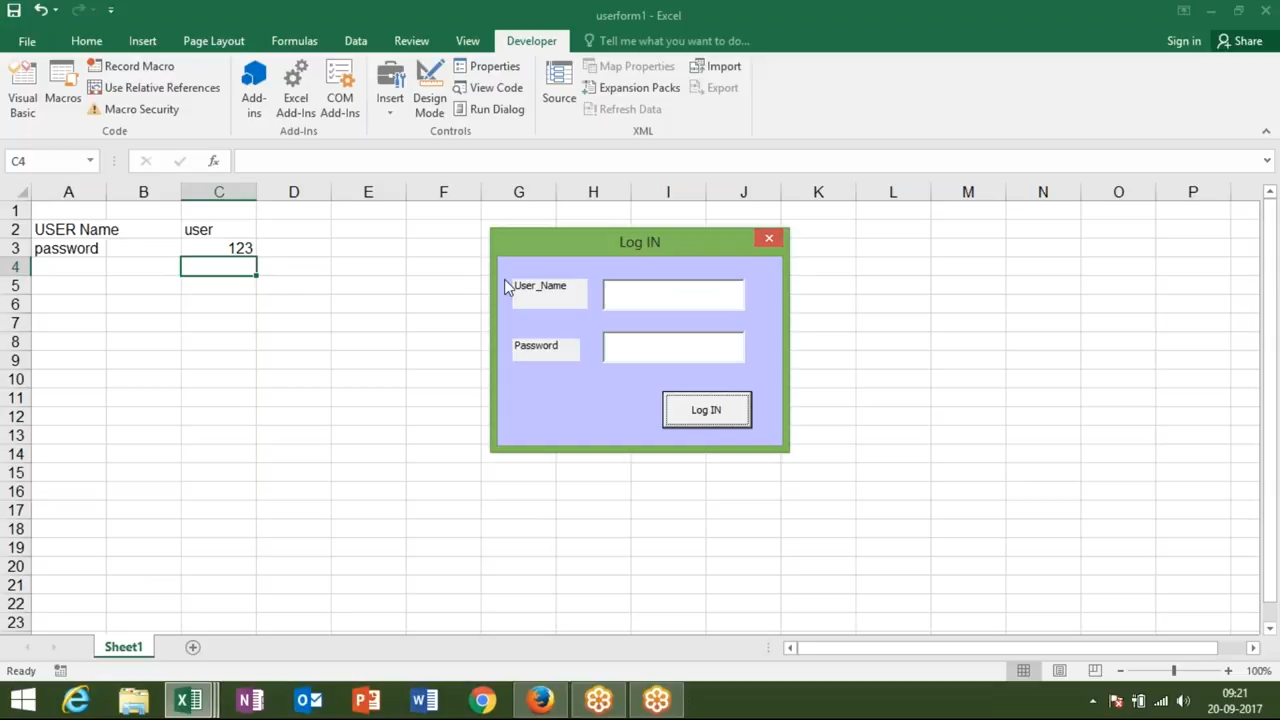 userform1 - Excel
File Home Insert Page Layout Formulas Data Review View Developer Tell me what you want to do... Sign in Share
Visual Basic
Macros
Record Macro
Use Relative References
Macro Security
Code
Add-ins
Excel Add-Ins
COM Add-Ins
Add-Ins
Insert
Design Mode
Properties
View Code
Run Dialog
Controls
Source
Map Properties
Expansion Packs
Refresh Data
Import
Export
XML
C4 fx
A B C D E F G H I J K L M N O P
1
2 USER Name user
3 password 123
4
5
6
7
8
9
10
11
12
13
14
15
16
17
18
19
20
21
22
23
Log IN
User_Name
Password
Log IN
Sheet1
Ready 100%
09:21
20-09-2017